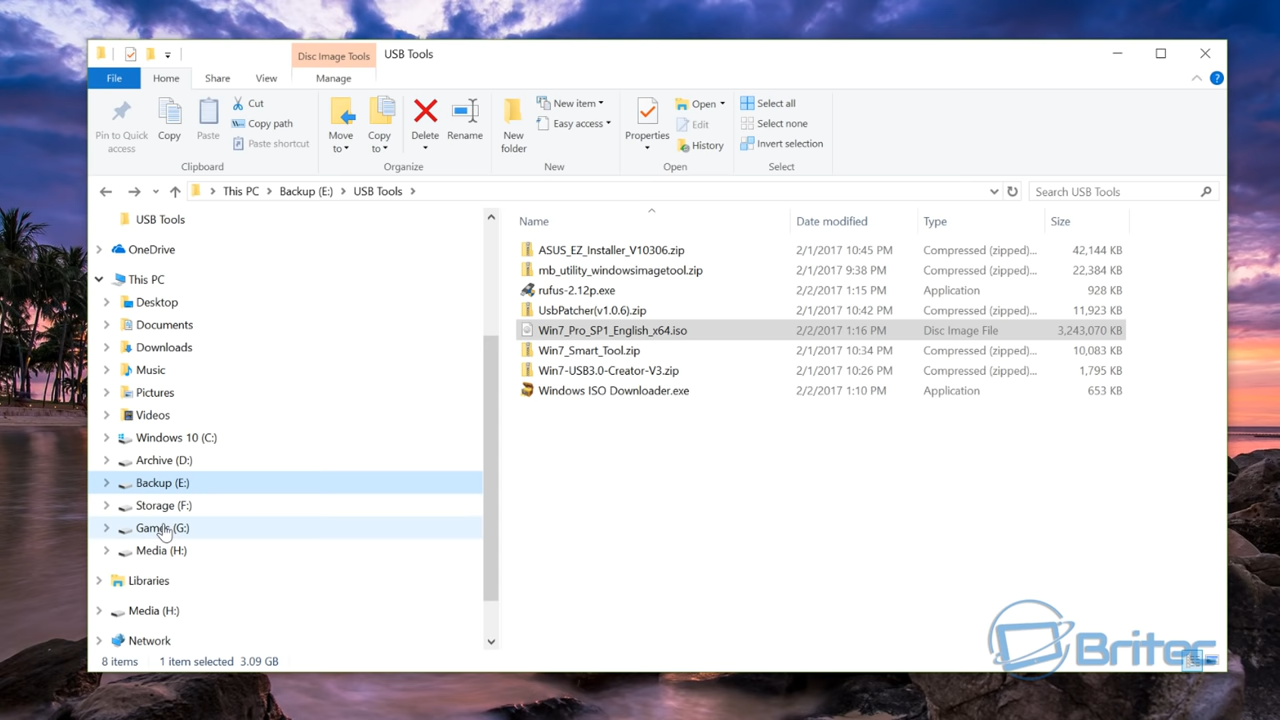 Disc Image Tools USB Tools
File Home Share View Manage
Pin to Quick access
Copy
Paste
Cut
Copy path
Paste shortcut
Clipboard
Move to
Copy to
Delete
Rename
Organize
New folder
New item
Easy access
New
Properties
Open
Edit
History
Open
Select all
Select none
Invert selection
Select
This PC Backup (E:) USB Tools
Search USB Tools
USB Tools
OneDrive
This PC
Desktop
Documents
Downloads
Music
Pictures
Videos
Windows 10 (C:)
Archive (D:)
Backup (E:)
Storage (F:)
(G:)
Media (H:)
Libraries
Media (H:)
Network
Name Date modified Type Size
ASUS_EZ_Installer_V10306.zip 2/1/2017 10:45 PM Compressed (zipped)... 42,144 KB
mb_utility_windowsimagetool.zip 2/1/2017 9:38 PM Compressed (zipped)... 22,384 KB
rufus-2.12p.exe 2/2/2017 1:15 PM Application 928 KB
UsbPatcher(v1.0.6).zip 2/1/2017 10:42 PM Compressed (zipped)... 11,923 KB
Win7_Pro_SP1_English_x64.iso 2/2/2017 1:16 PM Disc Image File 3,243,070 KB
Win7_Smart_Tool.zip 2/1/2017 10:34 PM Compressed (zipped)... 10,083 KB
Win7-USB3.0-Creator-V3.zip 2/1/2017 10:26 PM Compressed (zipped)... 1,795 KB
Windows ISO Downloader.exe 2/2/2017 1:10 PM Application 653 KB
8 items 1 item selected 3.09 GB
Britec